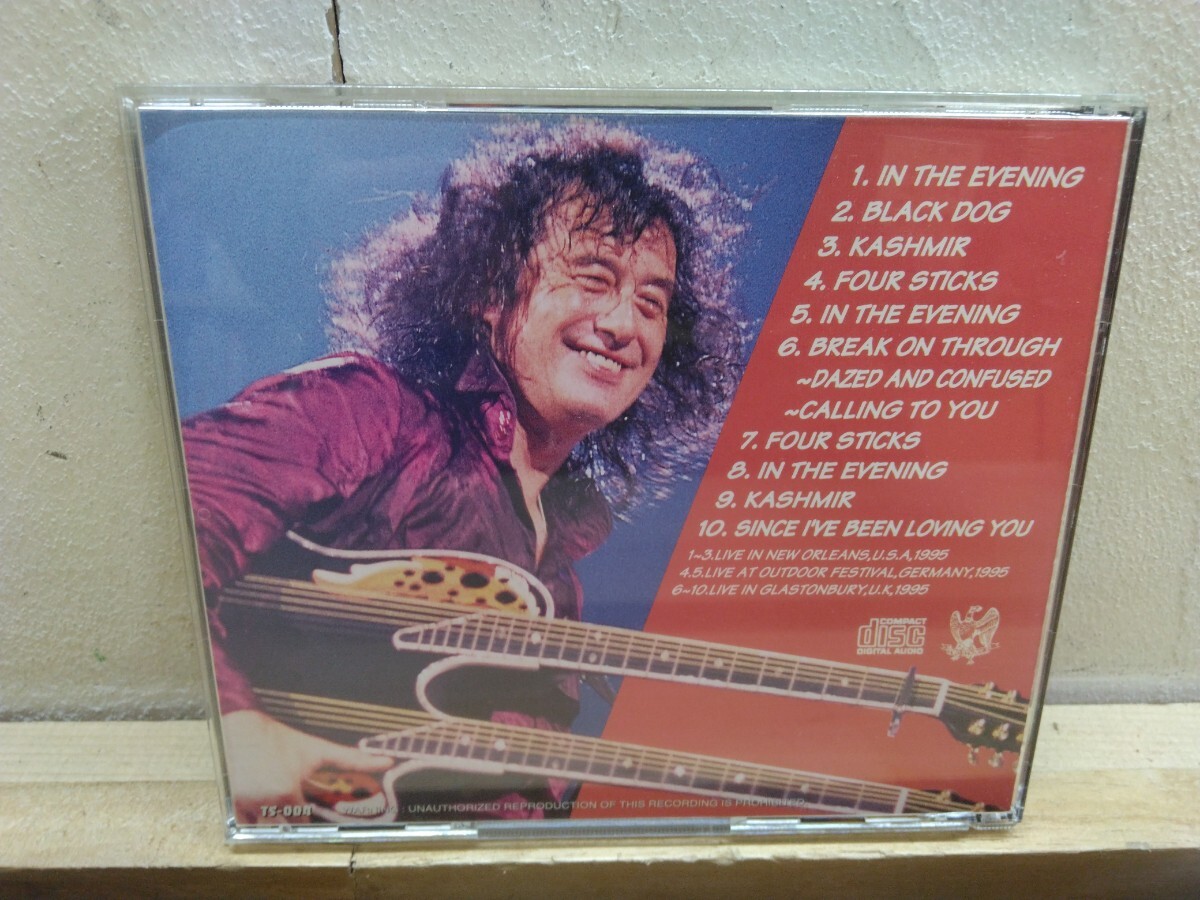 1. IN THE EVENING
2. BLACK DOG
3. KASHMIR
4. FOUR STICKS
5. IN THE EVENING
6. BREAK ON THROUGH
~DAZED AND CONFUSED
~CALLING TO YOU
7. FOUR STICKS
8. IN THE EVENING
9. KASHMIR
10. SINCE I'VE BEEN LOVING YOU
1~3.LIVE IN NEW ORLEANS,U.S.A,1995
4.5.LIVE AT OUTDOOR FESTIVAL,GERMANY,1995
6~10.LIVE IN GLASTONBURY,U.K,1995
COMPACT
disc
DIGITAL AUDIO
TS-004 WARNING : UNAUTHORIZED REPRODUCTION OF THIS RECORDING IS PROHIBITED.